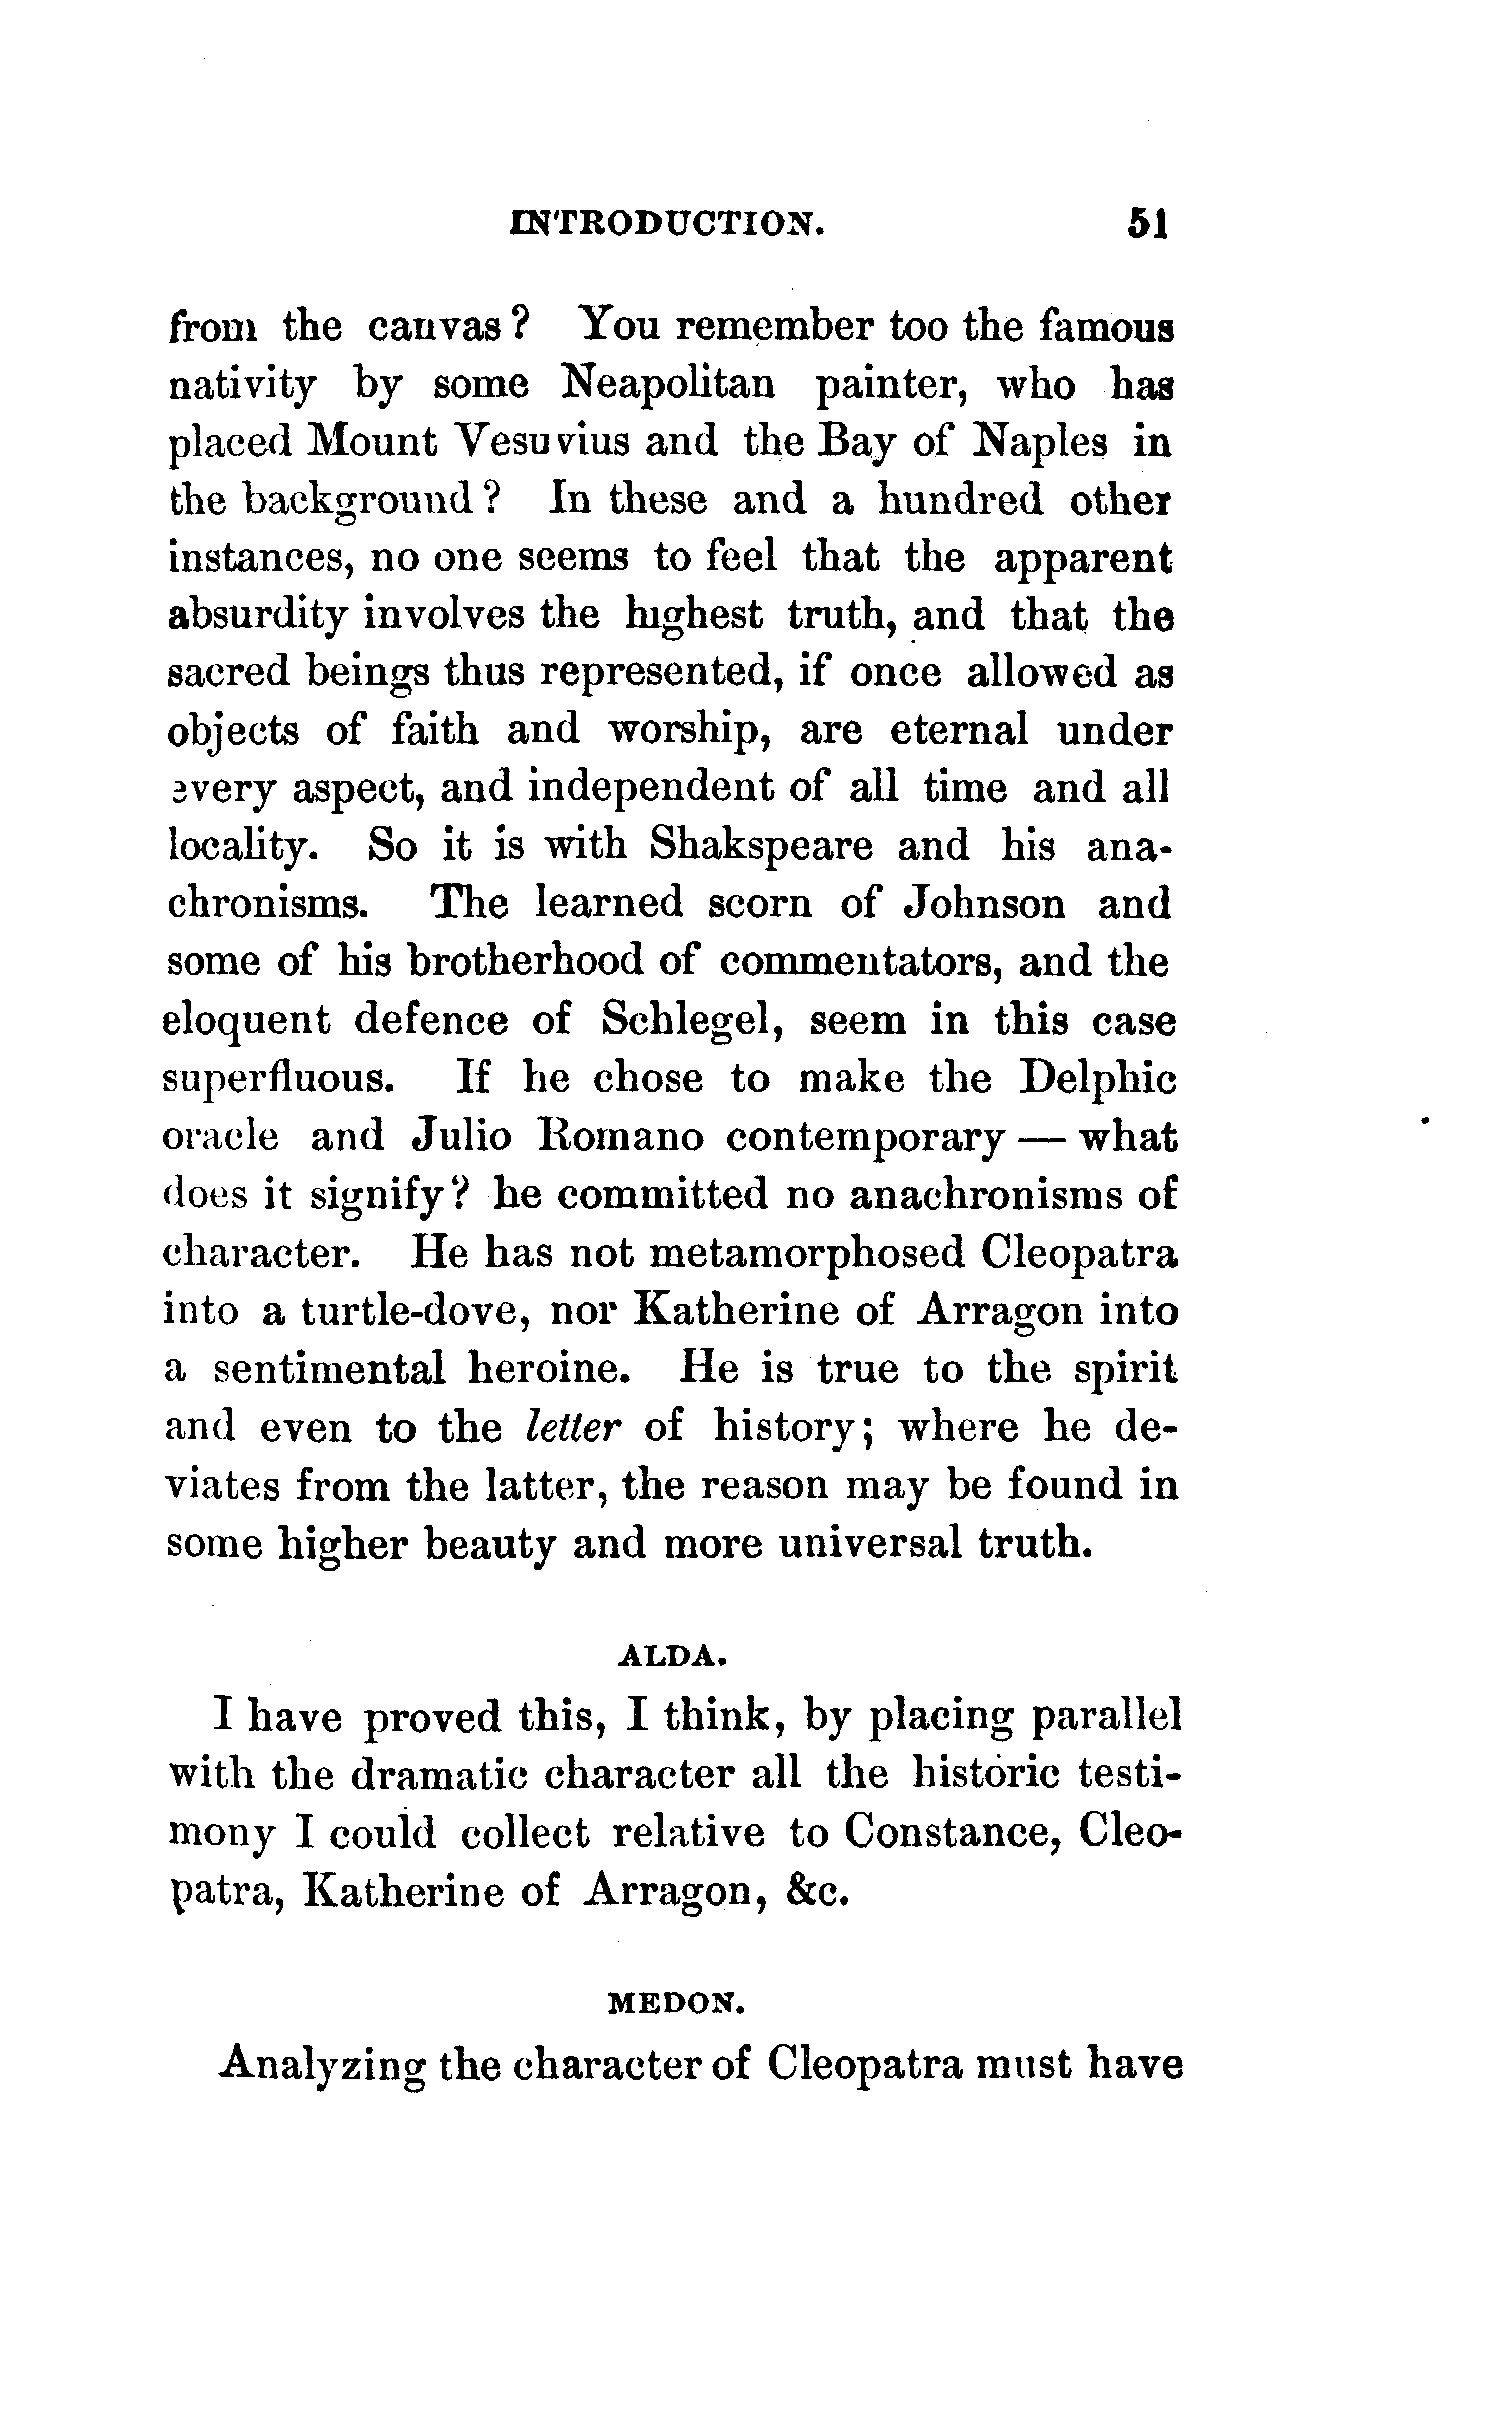 INTRODUCTION. 51
from the canvas? You remember too the famous
nativity by some Neapolitan painter, who has
placed Mount Vesuvius and the Bay of Naples in
the background? In these and a hundred other
instances, no one seems to feel that the apparent
absurdity involves the highest truth, and that the
sacred beings thus represented, if once allowed as
objects of faith and worship, are eternal under
every aspect, and independent of all time and all
locality. So it is with Shakspeare and his ana-
chronisms. The learned scorn of Johnson and
some of his brotherhood of commentators, and the
eloquent defence of Schlegel, seem in this case
superfluous. If he chose to make the Delphic
oracle and Julio Romano contemporary — what
does it signify? he committed no anachronisms of
character. He has not metamorphosed Cleopatra
into a turtle-dove, nor Katherine of Arragon into
a sentimental heroine. He is true to the spirit
and even to the letter of history; where he de-
viates from the latter, the reason may be found in
some higher beauty and more universal truth.
ALDA.
I have proved this, I think, by placing parallel
with the dramatic character all the historic testi-
mony I could collect relative to Constance, Cleo-
patra, Katherine of Arragon, &c.
MEDON.
Analyzing the character of Cleopatra must have